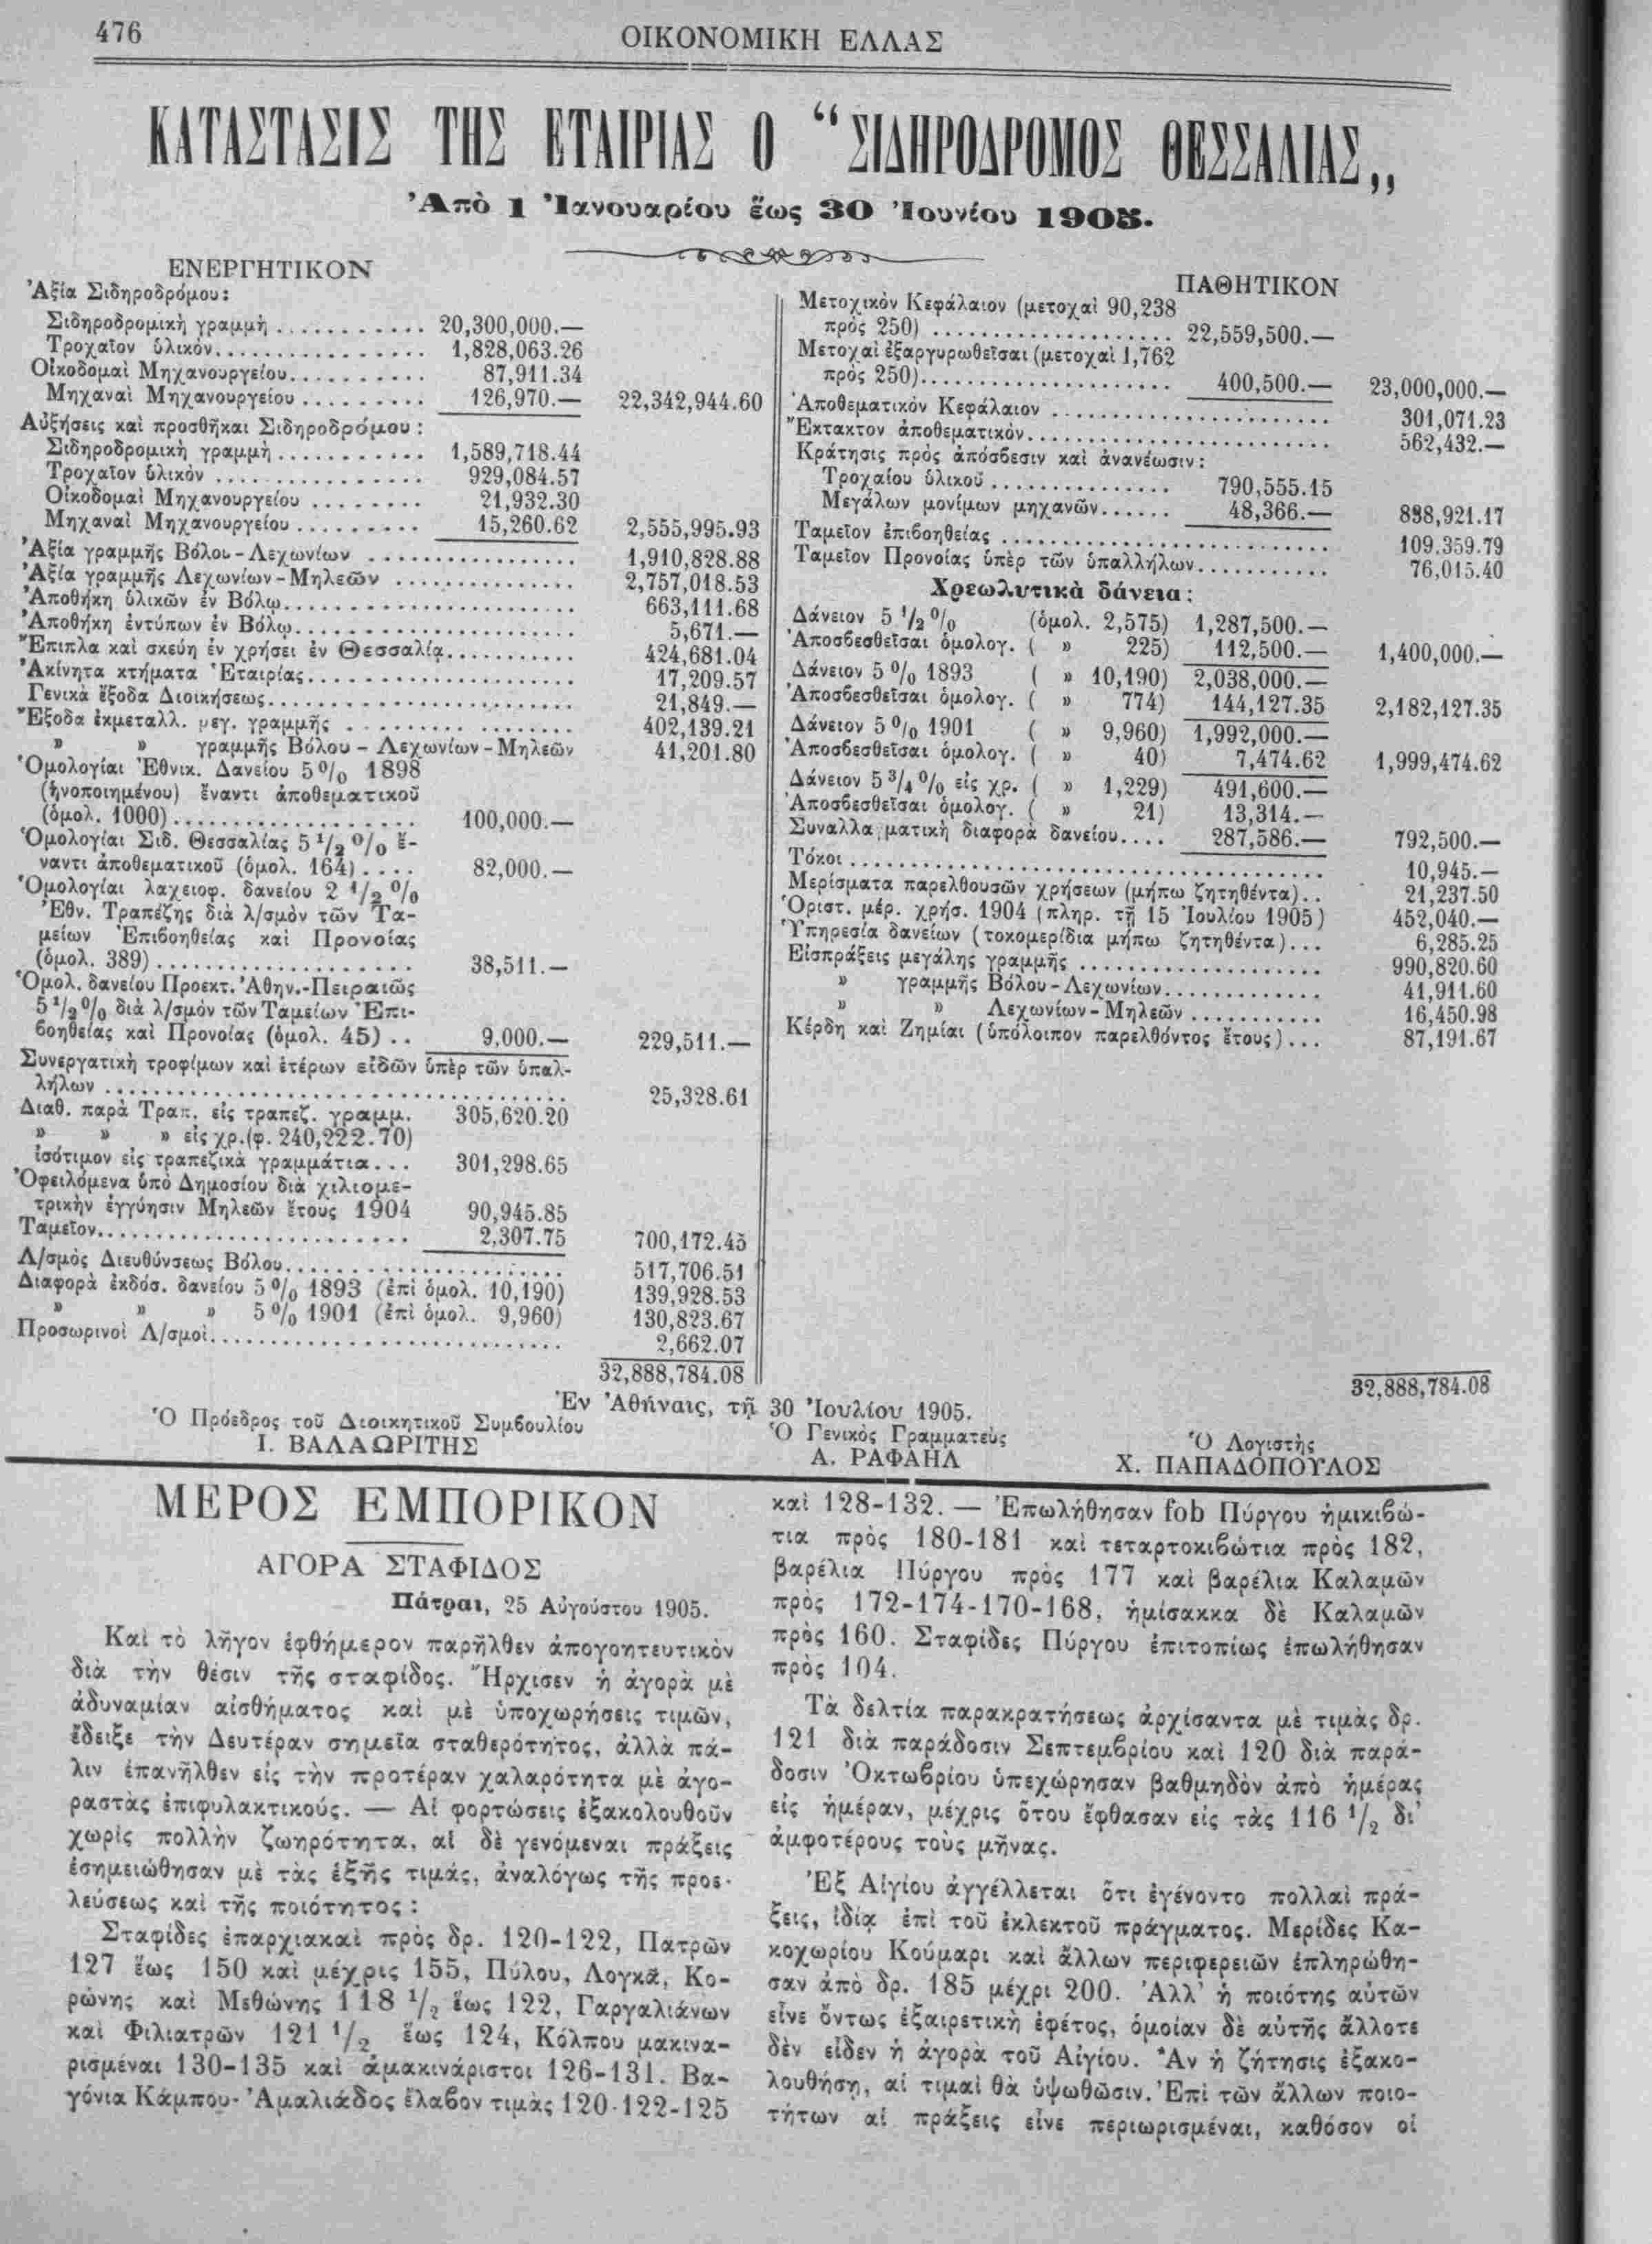 476
ΟΙΚΟΝΟΜΙΚΗ ΕΛΛΑΣ
ΚΑΤΑΣΤΑΣΙΣ ΤΗΣ ΕΤΑΙΡΙΑΣ Ο “ΣΙΔΗΡΟΔΡΟΜΟΣ ΘΕΣΣΑΛΙΑΣ„
Ἀπὸ 1 Ἰανουαρίου ἕως 30 Ἰουνίου 1905.
ΕΝΕΡΓΗΤΙΚΟΝ
Ἀξία Σιδηροδρόμου:
Σιδηροδρομικὴ γραμμὴ ........... 20,300,000.—
Τροχαῖον ὑλικόν................ 1,828,063.26
Οἰκοδομαὶ Μηχανουργείου.......... 87,911.34
Μηχαναὶ Μηχανουργείου ......... 126,970.— 22,342,944.60
Αὐξήσεις καὶ προσθῆκαι Σιδηροδρόμου:
Σιδηροδρομικὴ γραμμὴ ........... 1,589,718.44
Τροχαῖον ὑλικόν ................ 929,084.57
Οἰκοδομαὶ Μηχανουργείου ........ 21,932.30
Μηχαναὶ Μηχανουργείου ......... 15,260.62 2,555,995.93
Ἀξία γραμμῆς Βόλου-Λεχωνίων ................ 1,910,828.88
Ἀξία γραμμῆς Λεχωνίων-Μηλεῶν .............. 2,757,018.53
Ἀποθήκη ὑλικῶν ἐν Βόλῳ...................... 663,111.68
Ἀποθήκη ἐντύπων ἐν Βόλῳ..................... 5,671.—
Ἔπιπλα καὶ σκεύη ἐν χρήσει ἐν Θεσσαλίᾳ.......... 424,681.04
Ἀκίνητα κτήματα Ἑταιρίας.................... 17,209.57
Γενικὰ ἔξοδα Διοικήσεως....................... 21,849.—
Ἔξοδα ἐκμεταλλ. μεγ. γραμμῆς ................. 402,139.21
» » γραμμῆς Βόλου – Λεχωνίων – Μηλεῶν 41,201.80
Ὁμολογίαι Ἐθνικ. Δανείου 5 0/0 1898
(ἡνοποιημένου) ἔναντι ἀποθεματικοῦ
(ὁμολ. 1000).................. 100,000.—
Ὁμολογίαι Σιδ. Θεσσαλίας 5 1/2 0/0 ἔ-
ναντι ἀποθεματικοῦ (ὁμολ. 164).... 82,000.—
Ὁμολογίαι λαχειοφ. δανείου 2 1/2 0/0
Ἐθν. Τραπέζης διὰ λ/σμὸν τῶν Τα-
μείων Ἐπιβοηθείας καὶ Προνοίας
(ὁμολ. 389)................... 38,511.—
Ὁμολ. δανείου Προεκτ. Ἀθην.-Πειραιῶς
5 1/2 0/0 διὰ λ/σμὸν τῶν Ταμείων Ἐπι-
βοηθείας καὶ Προνοίας (ὁμολ. 45) .. 9,000.— 229,511.—
Συνεργατικὴ τροφίμων καὶ ἑτέρων εἰδῶν ὑπὲρ τῶν ὑπαλ-
λήλων .................................... 25,328.61
Διαθ. παρὰ Τραπ. εἰς τραπεζ. γραμμ. 305,620.20
» » » εἰς χρ.(φ. 240,222.70)
ἰσότιμον εἰς τραπεζικὰ γραμμάτια... 301,298.65
Ὀφειλόμενα ὑπὸ Δημοσίου διὰ χιλιομε-
τρικὴν ἐγγύησιν Μηλεῶν ἔτους 1904 90,945.85
Ταμεῖον........................ 2,307.75 700,172.45
Λ/σμὸς Διευθύνσεως Βόλου...................... 517,706.51
Διαφορὰ ἐκδόσ. δανείου 5 0/0 1893 (ἐπὶ ὁμολ. 10,190) 139,928.53
» » » 5 0/0 1901 (ἐπὶ ὁμολ. 9,960) 130,823.67
Προσωρινοὶ Λ/σμοί........................... 2,662.07
32,888,784.08
ΠΑΘΗΤΙΚΟΝ
Μετοχικὸν Κεφάλαιον (μετοχαὶ 90,238
πρὸς 250) .................... 22,559,500.—
Μετοχαὶ ἐξαργυρωθεῖσαι (μετοχαὶ 1,762
πρὸς 250)..................... 400,500.— 23,000,000.—
Ἀποθεματικὸν Κεφάλαιον ........................ 301,071.23
Ἔκτακτον ἀποθεματικόν.......................... 562,432.—
Κράτησις πρὸς ἀπόσβεσιν καὶ ἀνανέωσιν:
Τροχαίου ὑλικοῦ ............... 790,555.15
Μεγάλων μονίμων μηχανῶν...... 48,366.— 838,921.17
Ταμεῖον ἐπιβοηθείας ............................ 109.359.79
Ταμεῖον Προνοίας ὑπὲρ τῶν ὑπαλλήλων........... 76,015.40
Χρεωλυτικὰ δάνεια:
Δάνειον 5 1/2 0/0 (ὁμολ. 2,575) 1,287,500.—
Ἀποσβεσθεῖσαι ὁμολογ. ( » 225) 112,500.— 1,400,000.—
Δάνειον 5 0/0 1893 ( » 10,190) 2,038,000.—
Ἀποσβεσθεῖσαι ὁμολογ. ( » 774) 144,127.35 2,182,127.35
Δάνειον 5 0/0 1901 ( » 9,960) 1,992,000.—
Ἀποσβεσθεῖσαι ὁμολογ. ( » 40) 7,474.62 1,999,474.62
Δάνειον 5 3/4 0/0 εἰς χρ. ( » 1,229) 491,600.—
Ἀποσβεσθεῖσαι ὁμολογ. ( » 21) 13,314.—
Συναλλαγματικὴ διαφορὰ δανείου.... 287,586.— 792,500.—
Τόκοι ........................................ 10,945.—
Μερίσματα παρελθουσῶν χρήσεων (μήπω ζητηθέντα).. 21,237.50
Ὁριστ. μέρ. χρήσ. 1904 (πληρ. τῇ 15 Ἰουλίου 1905) 452,040.—
Ὑπηρεσία δανείων (τοκομερίδια μήπω ζητηθέντα)... 6,285.25
Εἰσπράξεις μεγάλης γραμμῆς ..................... 990,820.60
» γραμμῆς Βόλου-Λεχωνίων.............. 41,911.60
» » Λεχωνίων-Μηλεῶν ........... 16,450.98
Κέρδη καὶ Ζημίαι (ὑπόλοιπον παρελθόντος ἔτους)... 87,191.67
32,888,784.08
Ἐν Ἀθήναις, τῇ 30 Ἰουλίου 1905.
Ὁ Πρόεδρος τοῦ Διοικητικοῦ Συμβουλίου
Ι. ΒΑΛΑΩΡΙΤΗΣ
Ὁ Γενικὸς Γραμματεὺς
Α. ΡΑΦΑΗΛ
Ὁ Λογιστὴς
Χ. ΠΑΠΑΔΟΠΟΥΛΟΣ
ΜΕΡΟΣ ΕΜΠΟΡΙΚΟΝ
ΑΓΟΡΑ ΣΤΑΦΙΔΟΣ
Πάτραι, 25 Αὐγούστου 1905.
Καὶ τὸ λῆγον ἑφθήμερον παρῆλθεν ἀπογοητευτικὸν
διὰ τὴν θέσιν τῆς σταφίδος. Ἤρχισεν ἡ ἀγορὰ μὲ
ἀδυναμίαν αἰσθήματος καὶ μὲ ὑποχωρήσεις τιμῶν,
ἔδειξε τὴν Δευτέραν σημεῖα σταθερότητος, ἀλλὰ πά-
λιν ἐπανῆλθεν εἰς τὴν προτέραν χαλαρότητα μὲ ἀγο-
ραστὰς ἐπιφυλακτικούς. — Αἱ φορτώσεις ἐξακολουθοῦν
χωρὶς πολλὴν ζωηρότητα, αἱ δὲ γενόμεναι πράξεις
ἐσημειώθησαν μὲ τὰς ἑξῆς τιμάς, ἀναλόγως τῆς προε-
λεύσεως καὶ τῆς ποιότητος:
Σταφίδες ἐπαρχιακαὶ πρὸς δρ. 120-122, Πατρῶν
127 ἕως 150 καὶ μέχρις 155, Πύλου, Λογκᾶ, Κο-
ρώνης καὶ Μεθώνης 118 1/2 ἕως 122, Γαργαλιάνων
καὶ Φιλιατρῶν 121 1/2 ἕως 124, Κόλπου μακινα-
ρισμέναι 130-135 καὶ ἀμακινάριστοι 126-131. Βα-
γόνια Κάμπου-Ἀμαλιάδος ἔλαβον τιμὰς 120-122-125
καὶ 128-132. — Ἐπωλήθησαν fob Πύργου ἡμικιβώ-
τια πρὸς 180-181 καὶ τεταρτοκιβώτια πρὸς 182,
βαρέλια Πύργου πρὸς 177 καὶ βαρέλια Καλαμῶν
πρὸς 172-174-170-168, ἡμίσακκα δὲ Καλαμῶν
πρὸς 160. Σταφίδες Πύργου ἐπιτοπίως ἐπωλήθησαν
πρὸς 104.
Τὰ δελτία παρακρατήσεως ἀρχίσαντα μὲ τιμὰς δρ.
121 διὰ παράδοσιν Σεπτεμβρίου καὶ 120 διὰ παρά-
δοσιν Ὀκτωβρίου ὑπεχώρησαν βαθμηδὸν ἀπὸ ἡμέρας
εἰς ἡμέραν, μέχρις ὅτου ἔφθασαν εἰς τὰς 116 1/2 δι'
ἀμφοτέρους τοὺς μῆνας.
Ἐξ Αἰγίου ἀγγέλλεται ὅτι ἐγένοντο πολλαὶ πρά-
ξεις, ἰδίᾳ ἐπὶ τοῦ ἐκλεκτοῦ πράγματος. Μερίδες Κα-
κοχωρίου Κούμαρι καὶ ἄλλων περιφερειῶν ἐπληρώθη-
σαν ἀπὸ δρ. 185 μέχρι 200. Ἀλλ' ἡ ποιότης αὐτῶν
εἶνε ὄντως ἐξαιρετικὴ ἐφέτος, ὁμοίαν δὲ αὐτῆς ἄλλοτε
δὲν εἶδεν ἡ ἀγορὰ τοῦ Αἰγίου. Ἂν ἡ ζήτησις ἐξακο-
λουθήσῃ, αἱ τιμαὶ θὰ ὑψωθῶσιν. Ἐπὶ τῶν ἄλλων ποιο-
τήτων αἱ πράξεις εἶνε περιωρισμέναι, καθόσον οἱ